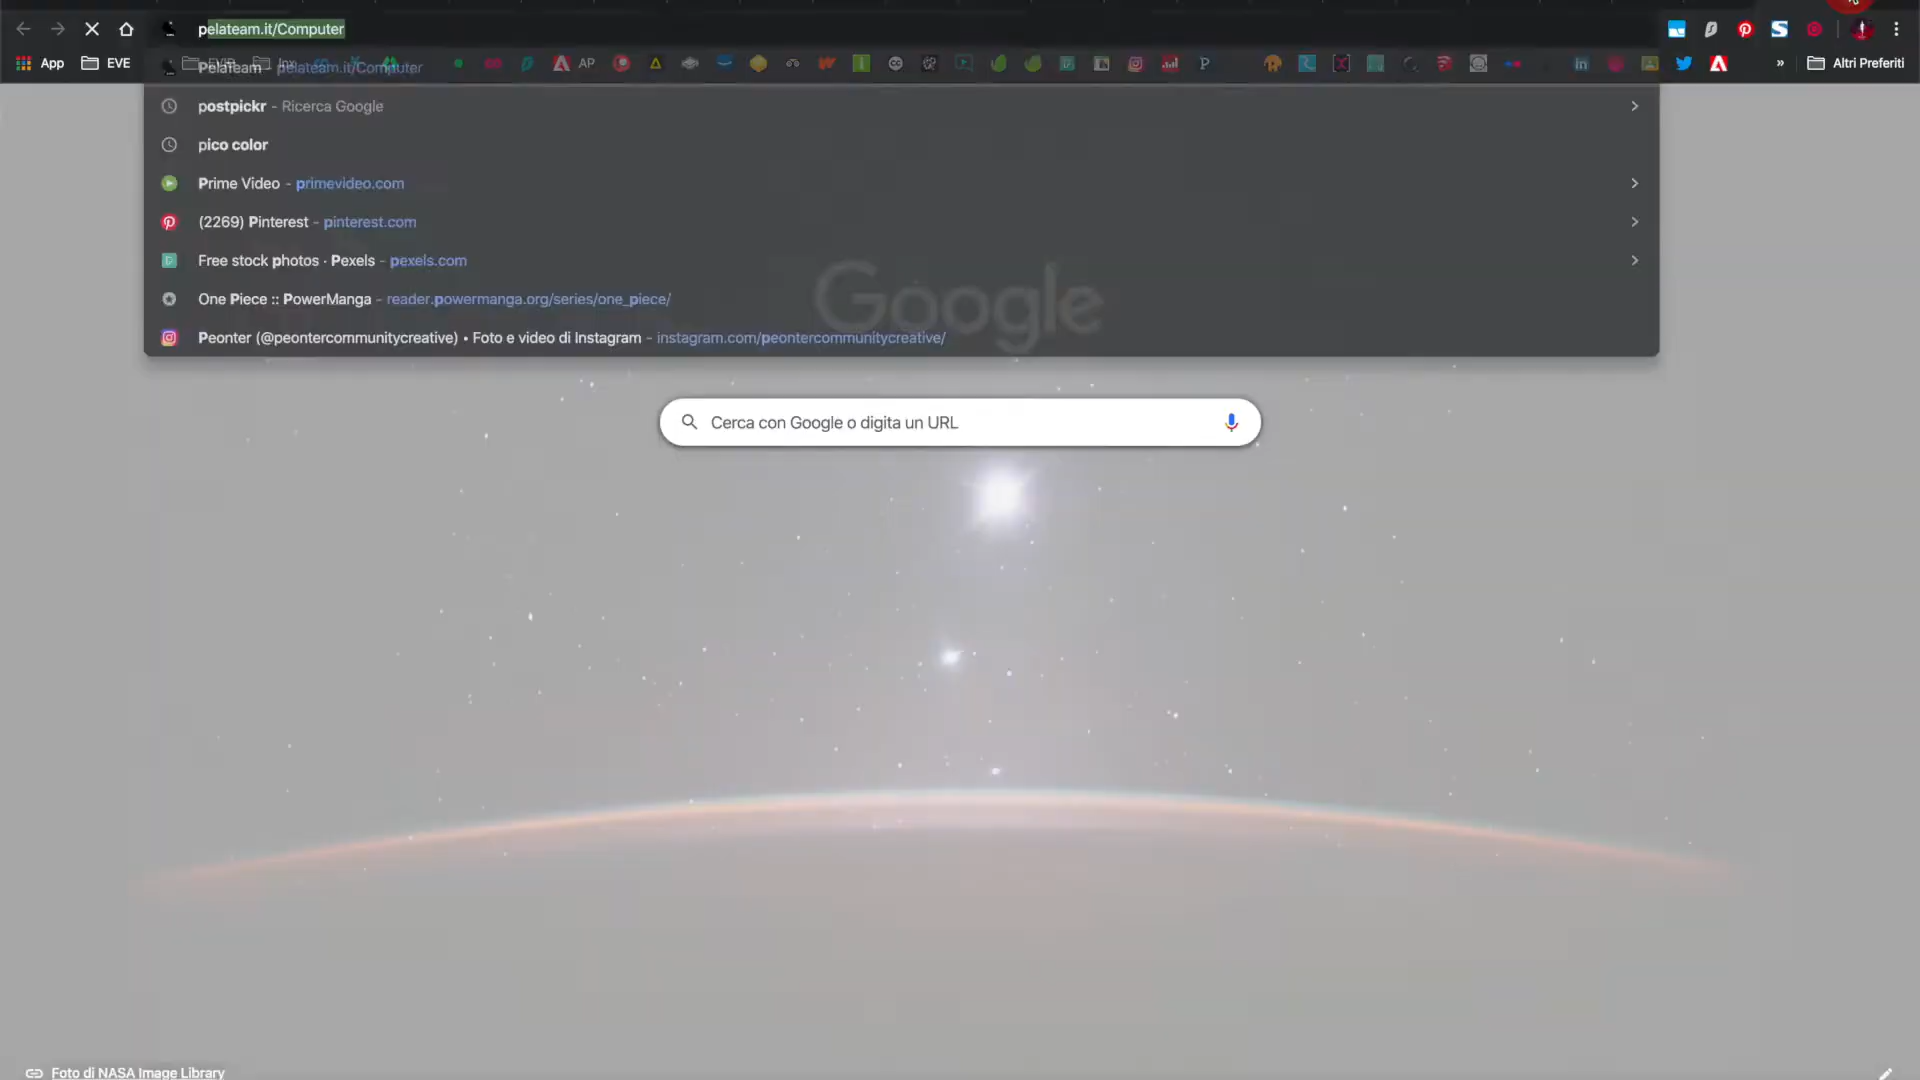 pelateam.it/Computer
App EVE AP » Altri Preferiti
PelaTeam - pelateam.it/Computer
postpickr - Ricerca Google
pico color
Prime Video - primevideo.com
(2269) Pinterest - pinterest.com
Free stock photos · Pexels - pexels.com
One Piece :: PowerManga - reader.powermanga.org/series/one_piece/
Peonter (@peontercommunitycreative) • Foto e video di Instagram - instagram.com/peontercommunitycreative/
Google
Cerca con Google o digita un URL
Foto di NASA Image Library